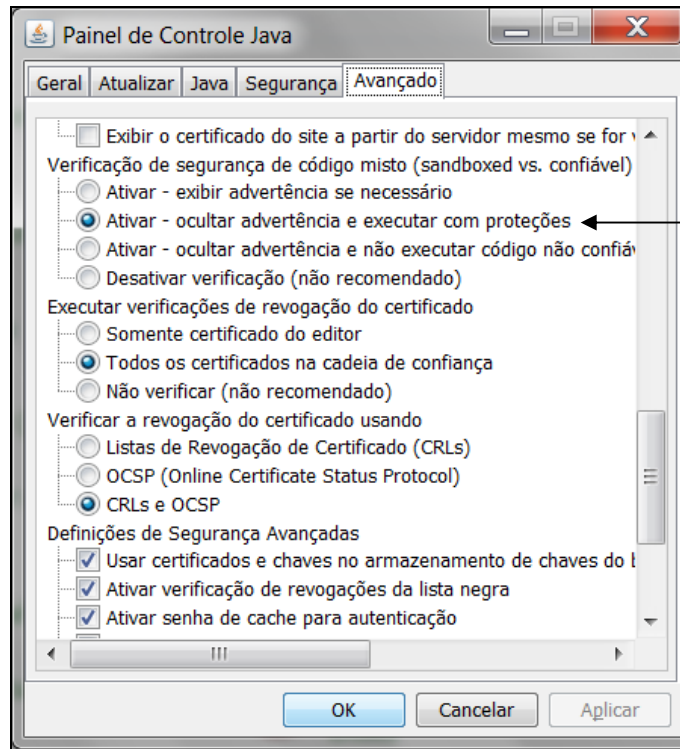 Painel de Controle Java
Geral Atualizar Java Segurança Avançado
Exibir o certificado do site a partir do servidor mesmo se for
Verificação de segurança de código misto (sandboxed vs. confiável)
Ativar - exibir advertência se necessário
Ativar - ocultar advertência e executar com proteções
Ativar - ocultar advertência e não executar código não
Desativar verificação (não recomendado)
Executar verificações de revogação do certificado
Somente certificado do editor
Todos os certificados na cadeia de confiança
Não verificar (não recomendado)
Verificar a revogação do certificado usando
Listas de Revogação de Certificado (CRLs)
OCSP (Online Certificate Status Protocol)
CRLs e OCSP
Definições de Segurança Avançadas
Usar certificados e chaves no armazenamento de chaves do
Ativar verificação de revogações da lista negra
Ativar senha de cache para autenticação
OK Cancelar Aplicar